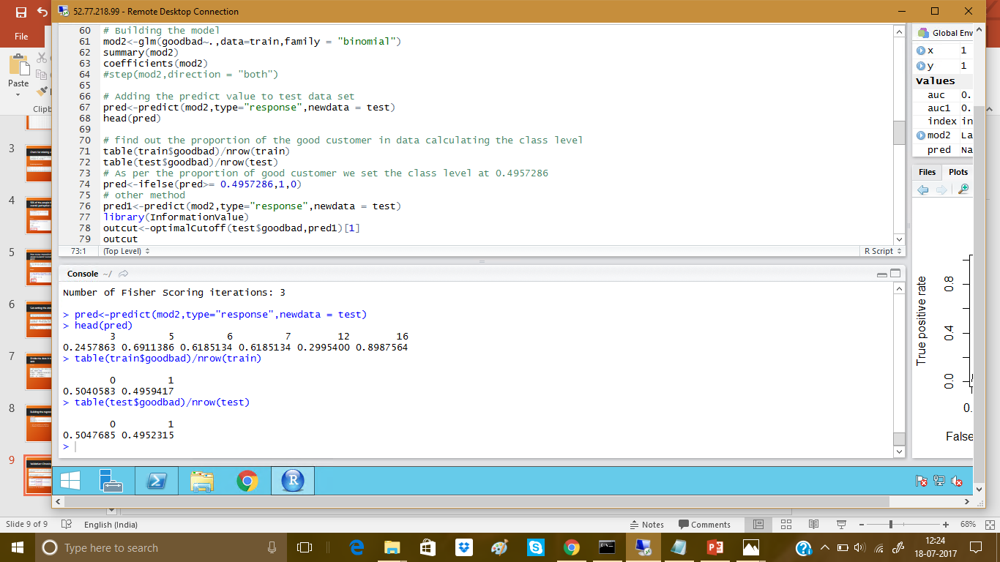 52.77.218.99 - Remote Desktop Connection
File
Paste
Clipb
3
4
5
6
7
8
9
60 # Building the model
61 mod2<-glm(goodbad~.,data=train,family = "binomial")
62 summary(mod2)
63 coefficients(mod2)
64 #step(mod2,direction = "both")
65
66 # Adding the predict value to test data set
67 pred<-predict(mod2,type="response",newdata = test)
68 head(pred)
69
70 # find out the proportion of the good customer in data calculating the class level
71 table(train$goodbad)/nrow(train)
72 table(test$goodbad)/nrow(test)
73 # As per the proportion of good customer we set the class level at 0.4957286
74 pred<-ifelse(pred>= 0.4957286,1,0)
75 # other method
76 pred1<-predict(mod2,type="response",newdata = test)
77 library(InformationValue)
78 outcut<-optimalCutoff(test$goodbad,pred1)[1]
79 outcut
73:1 (Top Level) R Script
Console ~/
Number of Fisher Scoring iterations: 3
> pred<-predict(mod2,type="response",newdata = test)
> head(pred)
3 5 6 7 12 16
0.2457863 0.6911386 0.6185134 0.6185134 0.2995400 0.8987564
> table(train$goodbad)/nrow(train)
0 1
0.5040583 0.4959417
> table(test$goodbad)/nrow(test)
0 1
0.5047685 0.4952315
>
Global Env
x 1
y 1
Values
auc 0.
auc1 0.
index in
mod2 La
pred Na
Files Plots
True positive rate
0.8
0.4
0.0
0.
False
Slide 9 of 9 English (India) Notes Comments 68%
Type here to search
12:24
18-07-2017